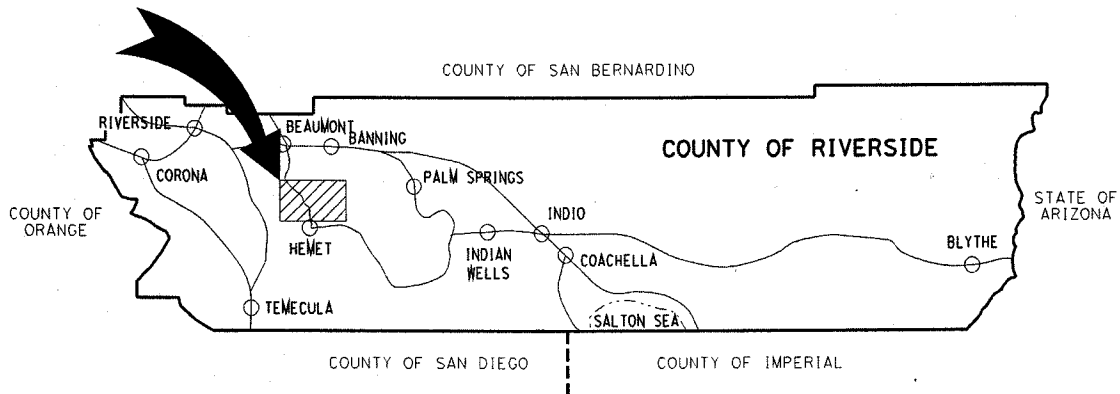 COUNTY OF SAN BERNARDINO
RIVERSIDE
BEAUMONT
BANNING
COUNTY OF RIVERSIDE
CORONA
PALM SPRINGS
COUNTY OF
ORANGE
STATE OF
ARIZONA
INDIO
HEMET
INDIAN
WELLS
COACHELLA
BLYTHE
TEMECULA
SALTON SEA
COUNTY OF SAN DIEGO
COUNTY OF IMPERIAL